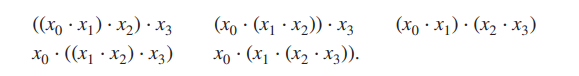 ((x₀ · x₁) · x₂) · x₃ (x₀ · (x₁ · x₂)) · x₃ (x₀ · x₁) · (x₂ · x₃)
x₀ · ((x₁ · x₂) · x₃) x₀ · (x₁ · (x₂ · x₃)).